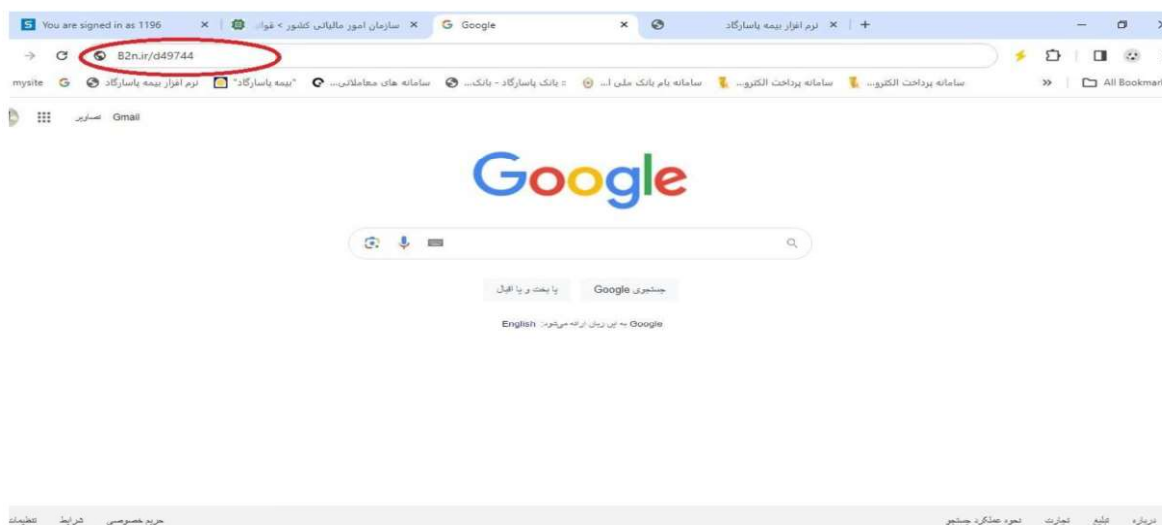 You are signed in as 1196 سازمان امور مالیاتی کشور > قوان Google نرم افزار بیمه پاسارگاد
B2n.ir/d49744
mysite نرم افزار بیمه پاسارگاد "بیمه پاسارگاد" سامانه های معاملاتی... :: بانک پاسارگاد - بانک... سامانه بام بانک ملی ا... سامانه پرداخت الکترو... سامانه پرداخت الکترو... » All Bookmar
تصاویر Gmail
Google
جستجوی Google یا بخت و یا اقبال
Google به این زبان ارائه می‌شود: English
درباره تبلیغ تجارت نحوه عملکرد جستجو حریم خصوصی شرایط تنظیمات